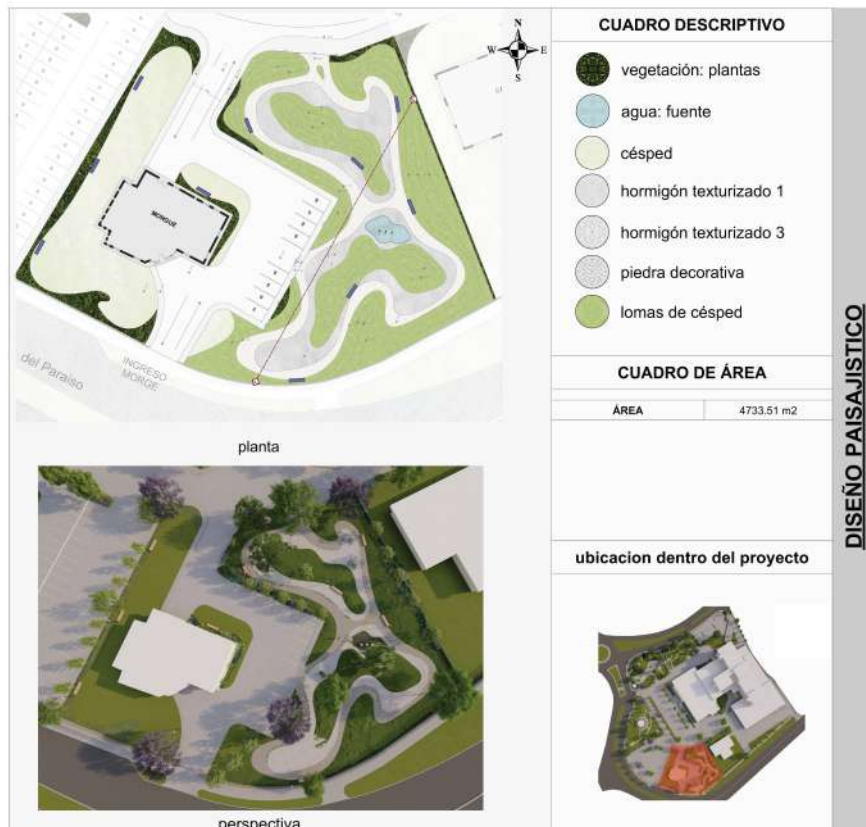 N
W E
S
MORGUE
del Paraiso
INGRESO
MORGE
planta
perspectiva
CUADRO DESCRIPTIVO
vegetación: plantas
agua: fuente
césped
hormigón texturizado 1
hormigón texturizado 3
piedra decorativa
lomas de césped
CUADRO DE ÁREA
ÁREA 4733.51 m2
ubicacion dentro del proyecto
DISEÑO PAISAJISTICO